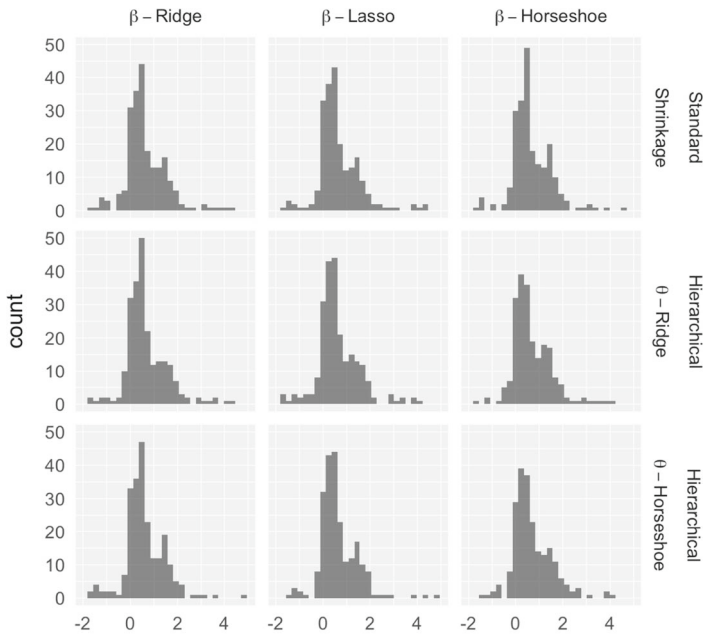 β – Ridge
β – Lasso
β – Horseshoe
count
50
40
30
20
10
0
Standard
Shrinkage
50
40
30
20
10
0
Hierarchical
θ – Ridge
50
40
30
20
10
0
Hierarchical
θ – Horseshoe
-2 0 2 4
-2 0 2 4
-2 0 2 4